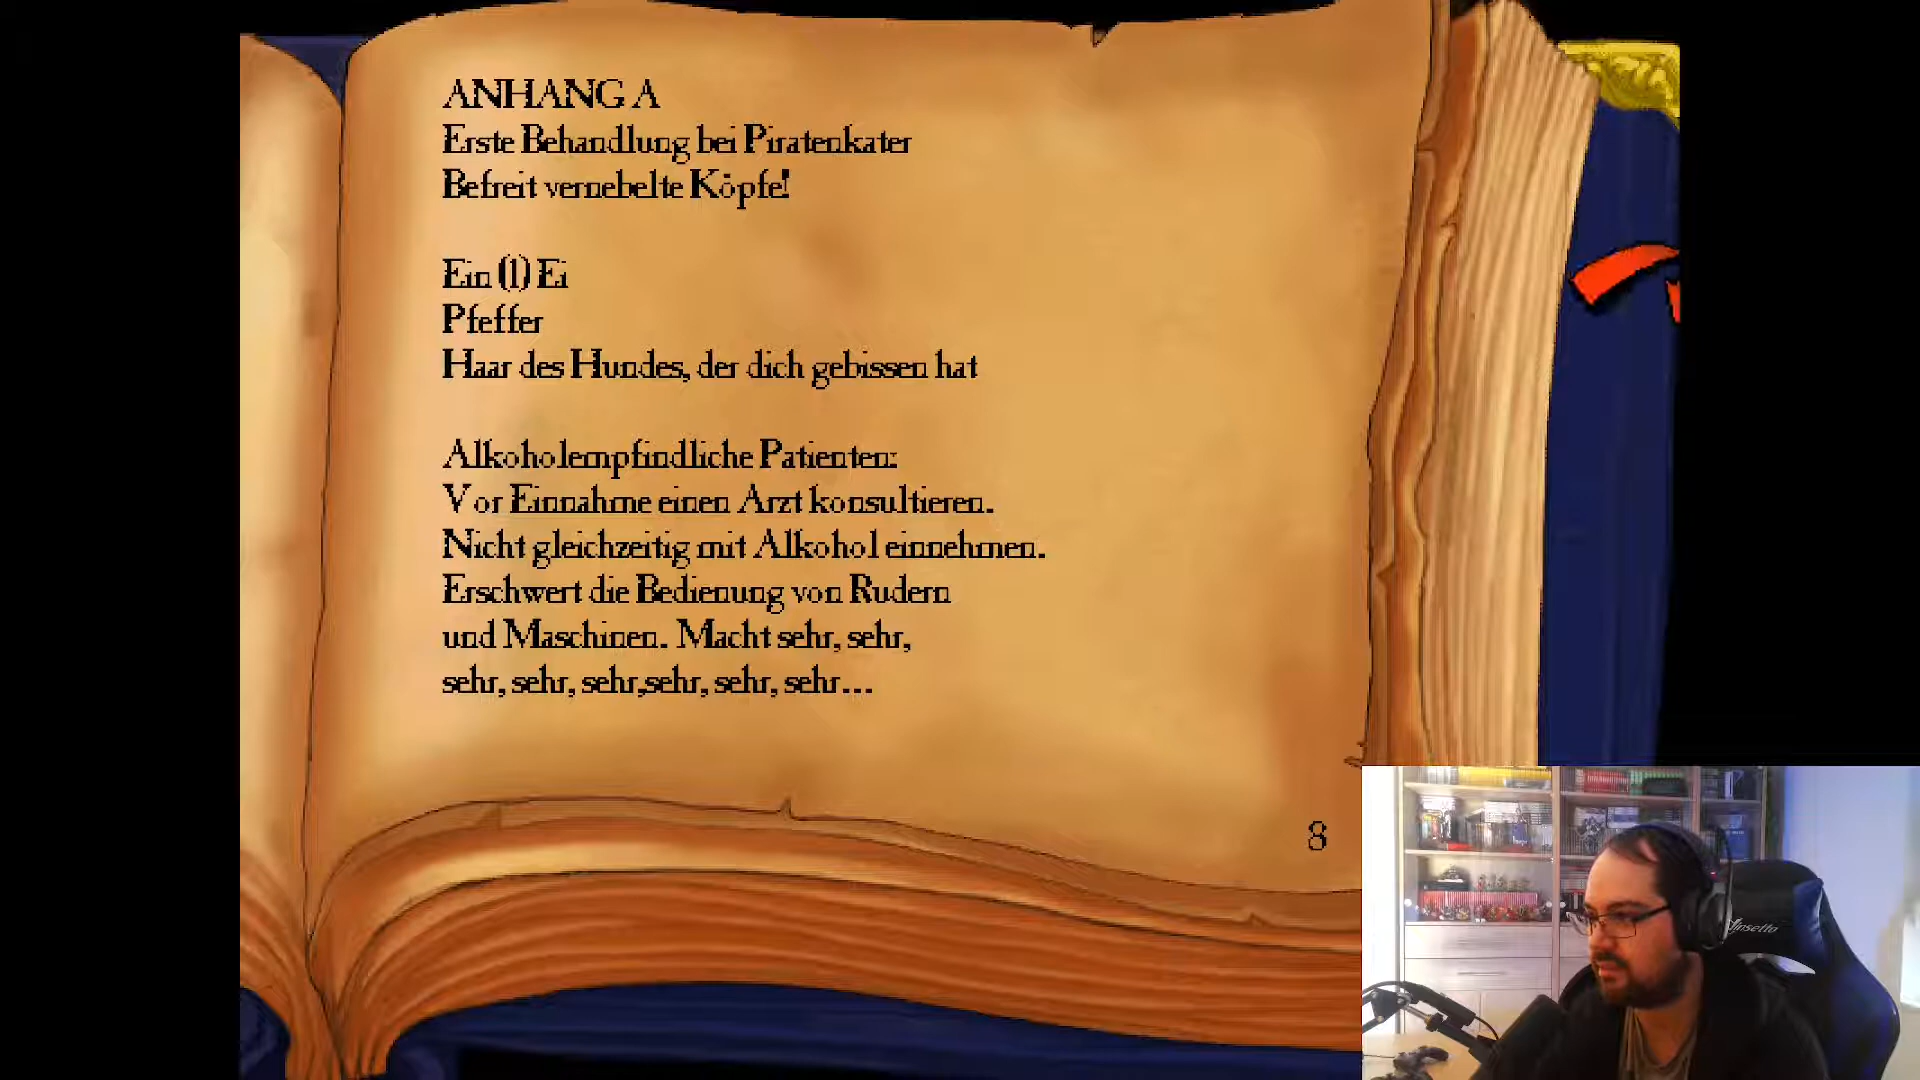 ANHANG A
Erste Behandlung bei Piratenkater
Befreit vernebelte Köpfe!
Ein (1) Ei
Pfeffer
Haar des Hundes, der dich gebissen hat
Alkoholempfindliche Patienten:
Vor Einnahme einen Arzt konsultieren.
Nicht gleichzeitig mit Alkohol einnehmen.
Erschwert die Bedienung von Rudern
und Maschinen. Macht sehr, sehr,
sehr, sehr, sehr,sehr, sehr, sehr...
8